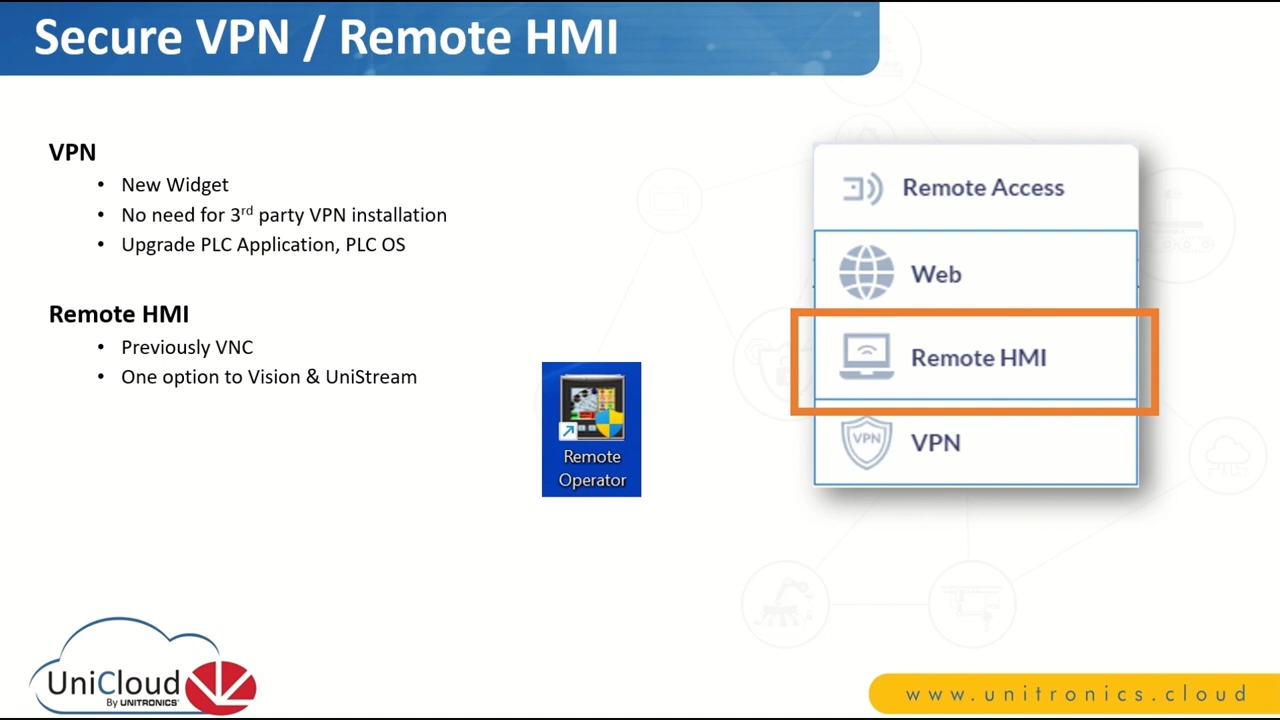 Secure VPN / Remote HMI
VPN
• New Widget
• No need for 3rd party VPN installation
• Upgrade PLC Application, PLC OS
Remote HMI
• Previously VNC
• One option to Vision & UniStream
Remote
Operator
Remote Access
Web
Remote HMI
VPN
VPN
UniCloud
By UNITRONICS
www.unitronics.cloud